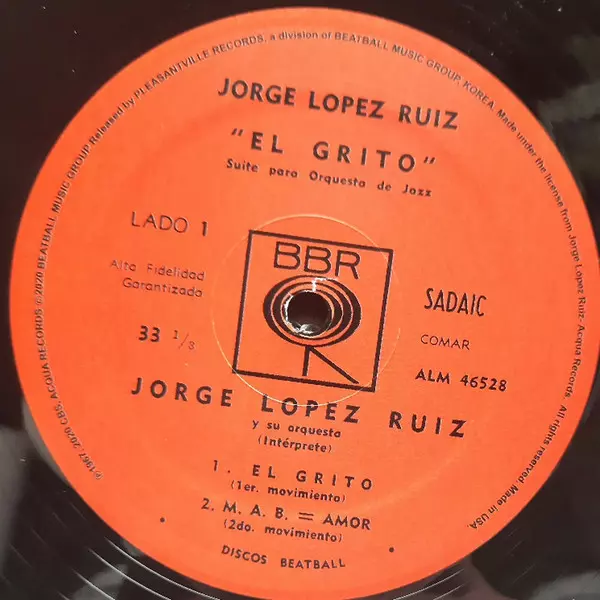 ℗1967, 2020 CBS, ACQUA RECORDS ©2020 BEATBALL MUSIC GROUP Released by PLEASANTVILLE RECORDS, a division of BEATBALL MUSIC GROUP, KOREA. Made under the license from Jorge López Ruiz- Acqua Records. All rights reserved. Made in USA.
JORGE LOPEZ RUIZ
"EL GRITO"
Suite para Orquesta de Jazz
LADO 1
BBR
Alta Fidelidad
Garantizada
SADAIC
COMAR
33 1/3
ALM 46528
JORGE LOPEZ RUIZ
y su orquesta
(Intérprete)
1. EL GRITO
(1er. movimiento)
2. M. A. B. = AMOR
(2do. movimiento)
DISCOS BEATBALL